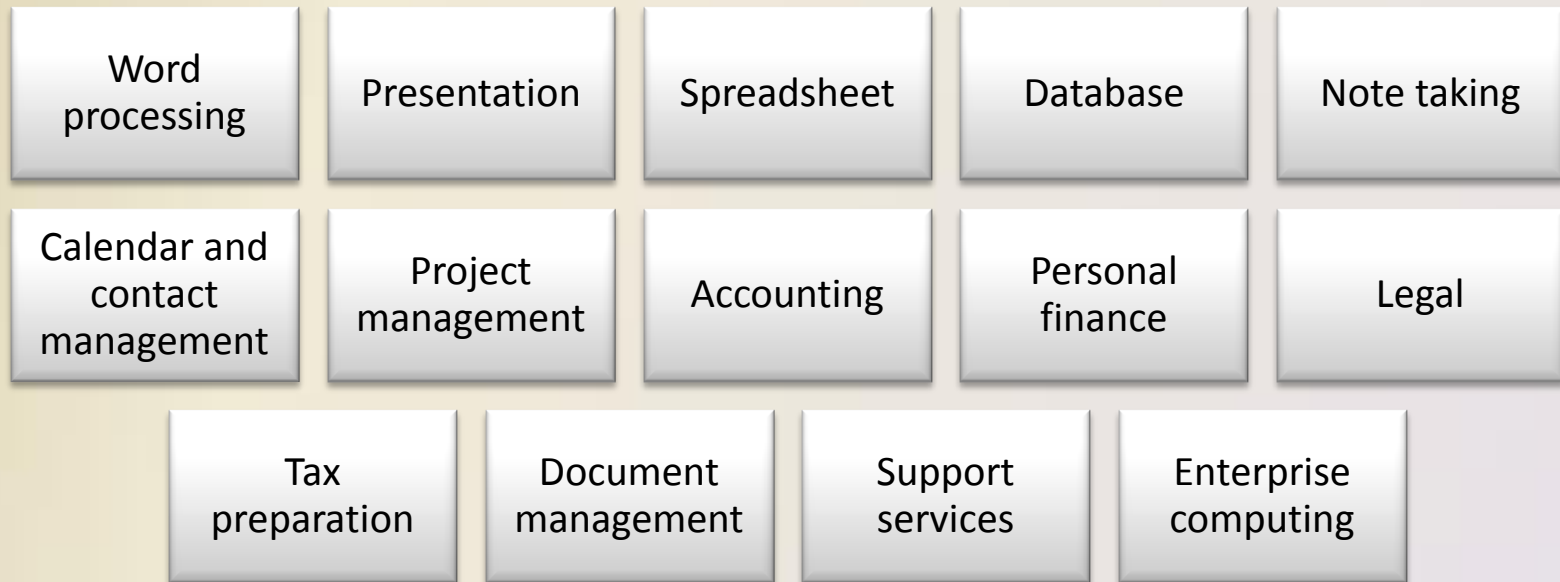 Word
processing
Presentation
Spreadsheet
Database
Note taking
Calendar and
contact
management
Project
management
Accounting
Personal
finance
Legal
Tax
preparation
Document
management
Support
services
Enterprise
computing